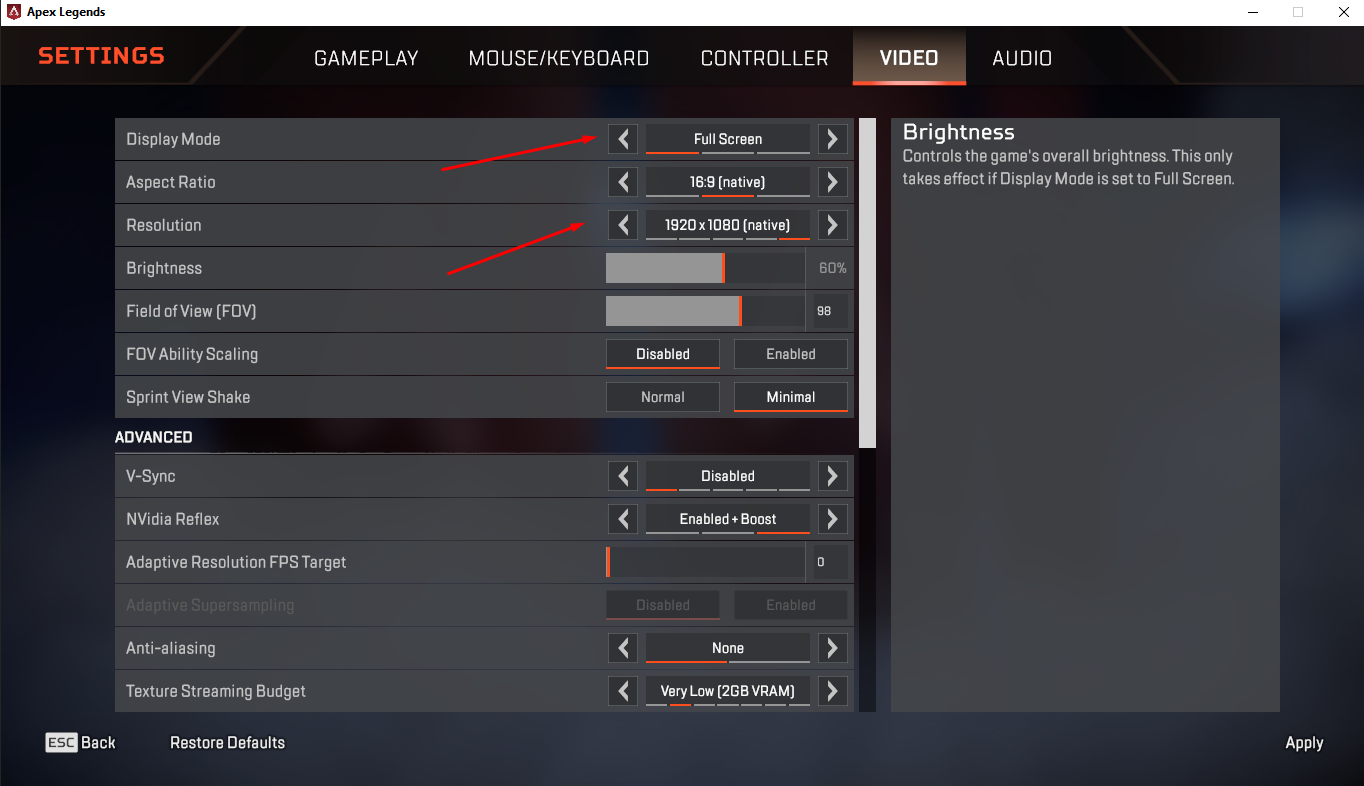 Apex Legends
SETTINGS
GAMEPLAY
MOUSE/KEYBOARD
CONTROLLER
VIDEO
AUDIO
Display Mode
Full Screen
Aspect Ratio
16:9 (native)
Resolution
1920 x 1080 (native)
Brightness
60%
Field of View (FOV)
98
FOV Ability Scaling
Disabled
Enabled
Sprint View Shake
Normal
Minimal
ADVANCED
V-Sync
Disabled
NVidia Reflex
Enabled + Boost
Adaptive Resolution FPS Target
0
Adaptive Supersampling
Disabled
Enabled
Anti-aliasing
None
Texture Streaming Budget
Very Low (2GB VRAM)
Brightness
Controls the game's overall brightness. This only
takes effect if Display Mode is set to Full Screen.
ESC Back
Restore Defaults
Apply